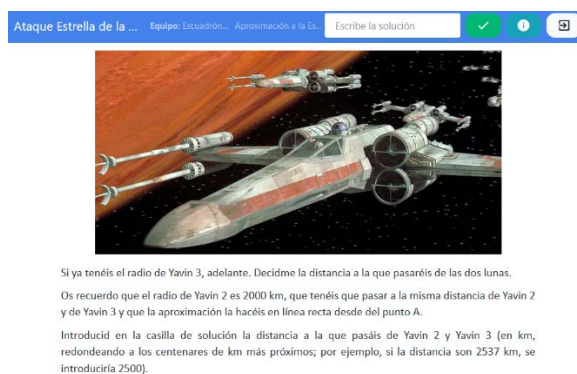 Ataque Estrella de la ... Equipo: Escuadrón... Aproximación a la Es... Escribe la solución
Si ya tenéis el radio de Yavin 3, adelante. Decidme la distancia a la que pasaréis de las dos lunas.
Os recuerdo que el radio de Yavin 2 es 2000 km, que tenéis que pasar a la misma distancia de Yavin 2
y de Yavin 3 y que la aproximación la hacéis en línea recta desde del punto A.
Introducid en la casilla de solución la distancia a la que pasáis de Yavin 2 y Yavin 3 (en km,
redondeando a los centenares de km más próximos; por ejemplo, si la distancia son 2537 km, se
introduciría 2500).